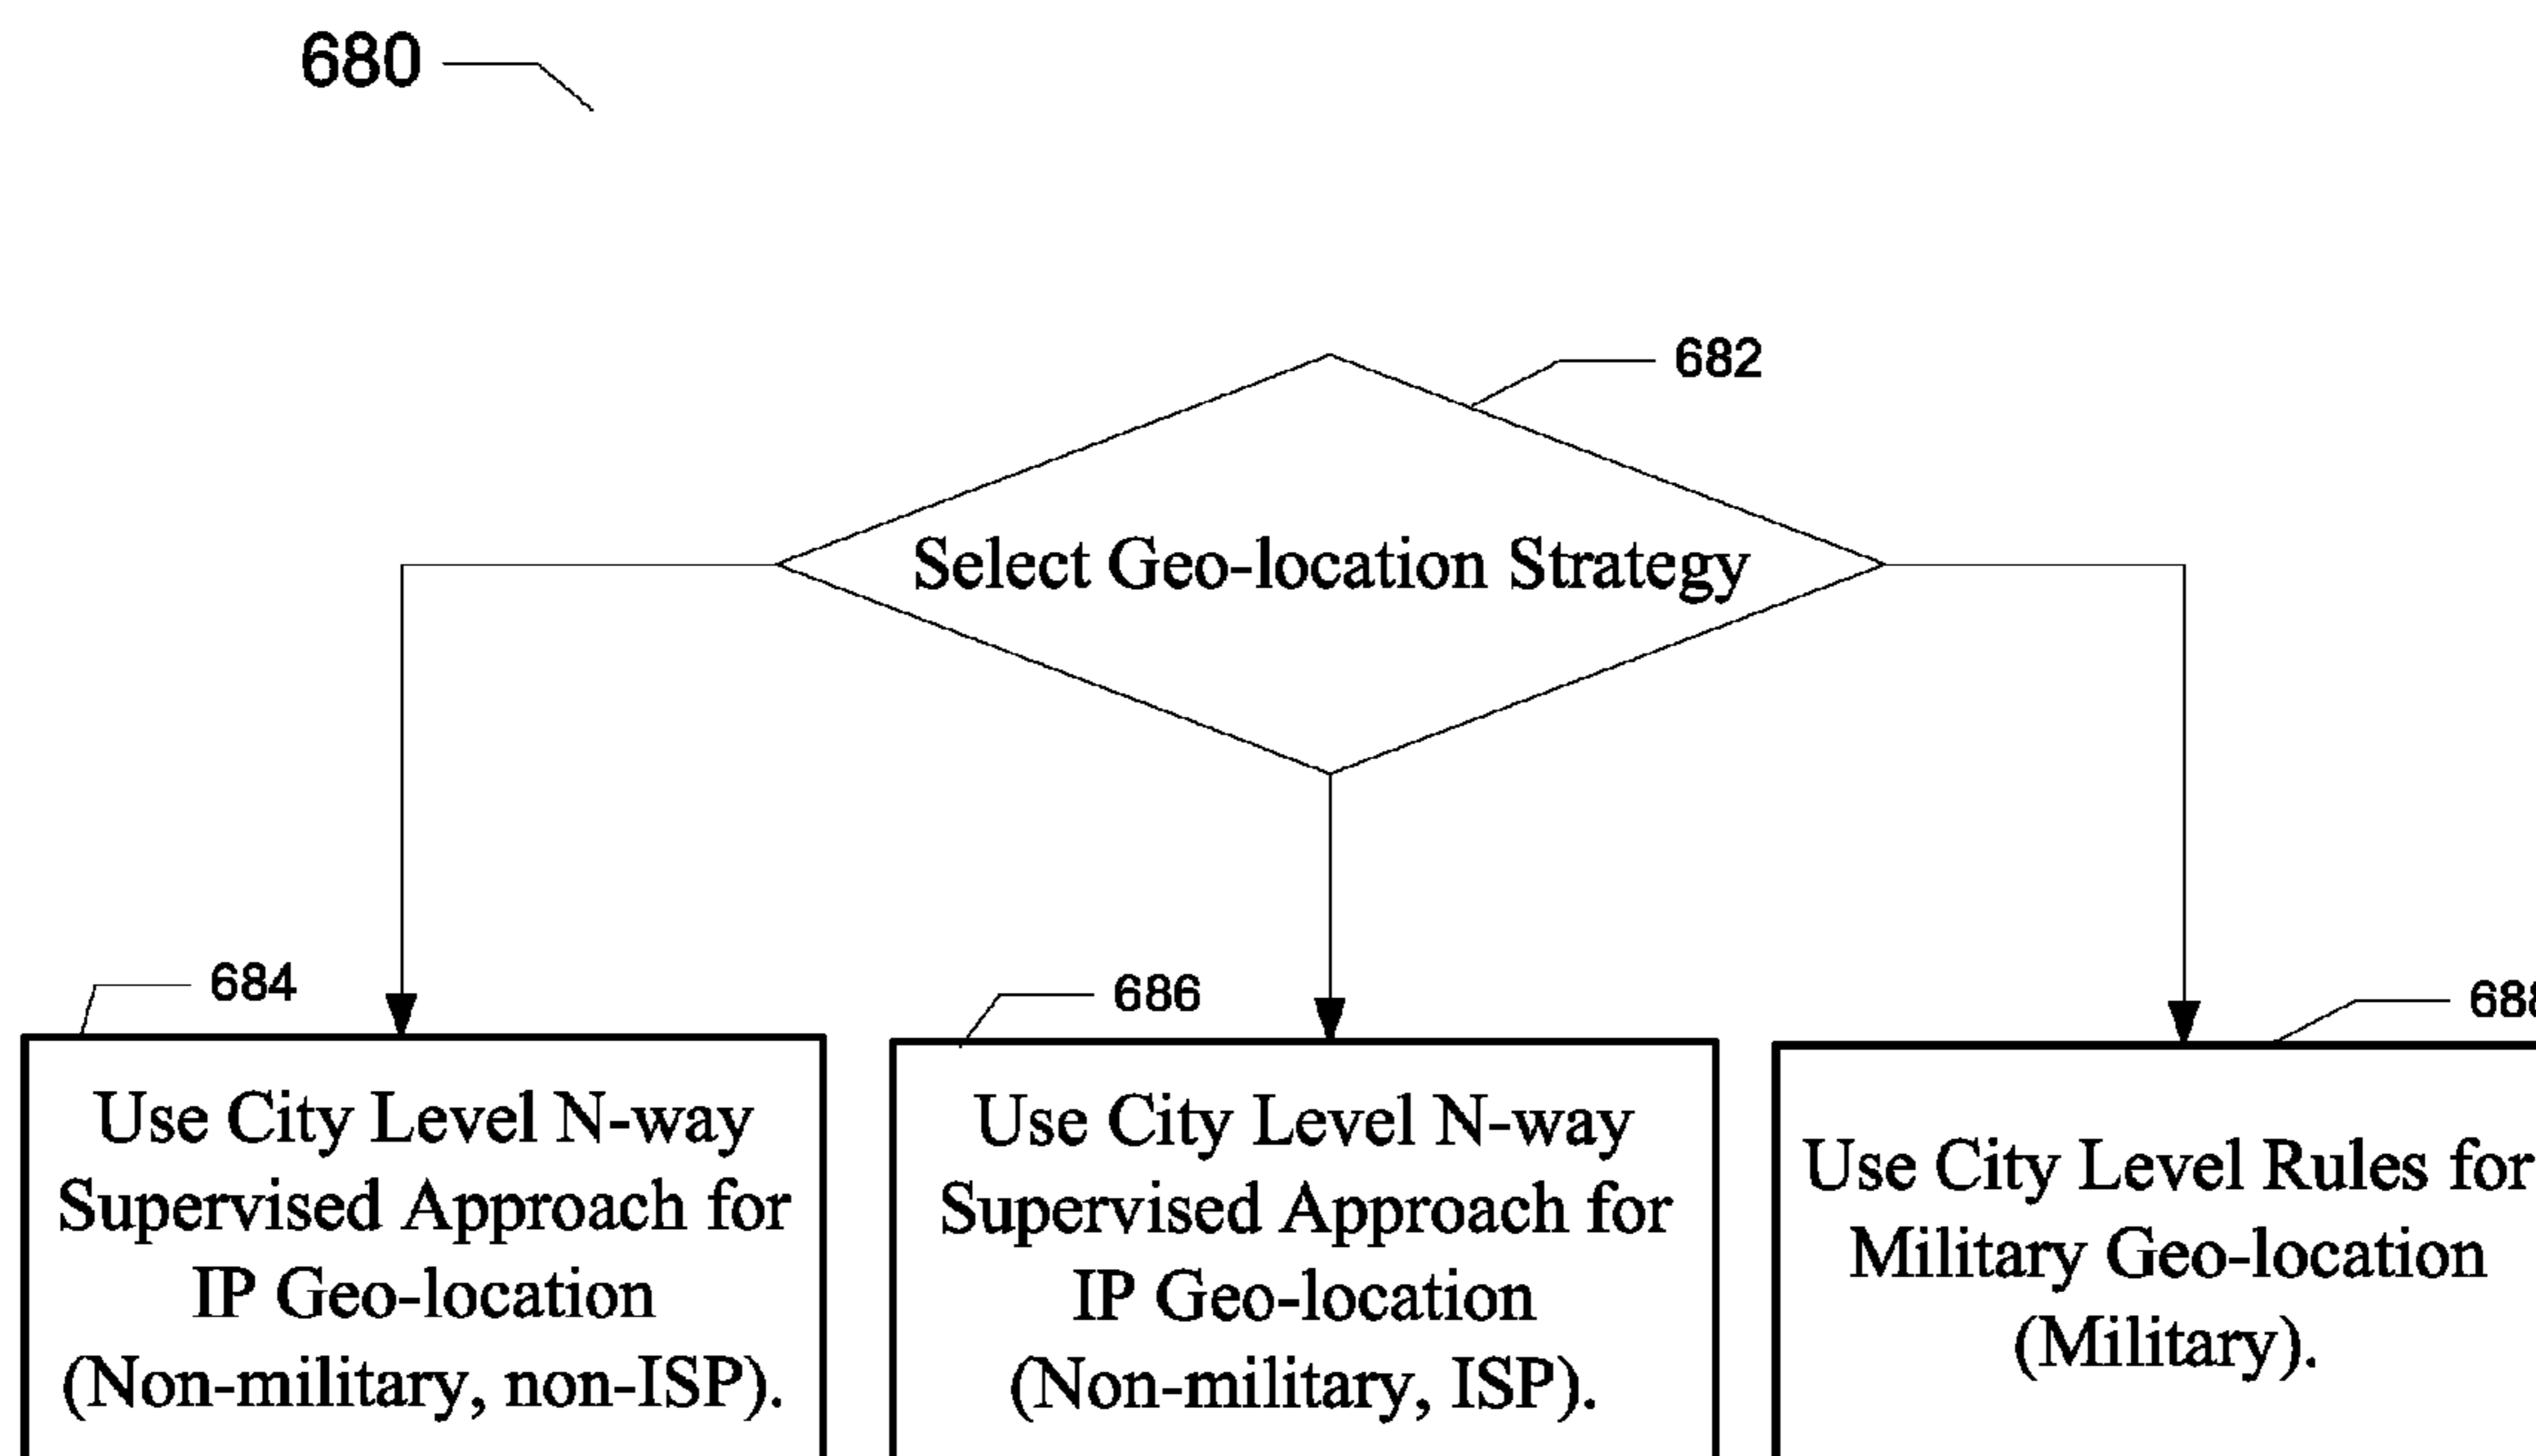 680
682
Select Geo-location Strategy
684
686
688
Use City Level N-way
Supervised Approach for
IP Geo-location
(Non-military, non-ISP).
Use City Level N-way
Supervised Approach for
IP Geo-location
(Non-military, ISP).
Use City Level Rules for
Military Geo-location
(Military).